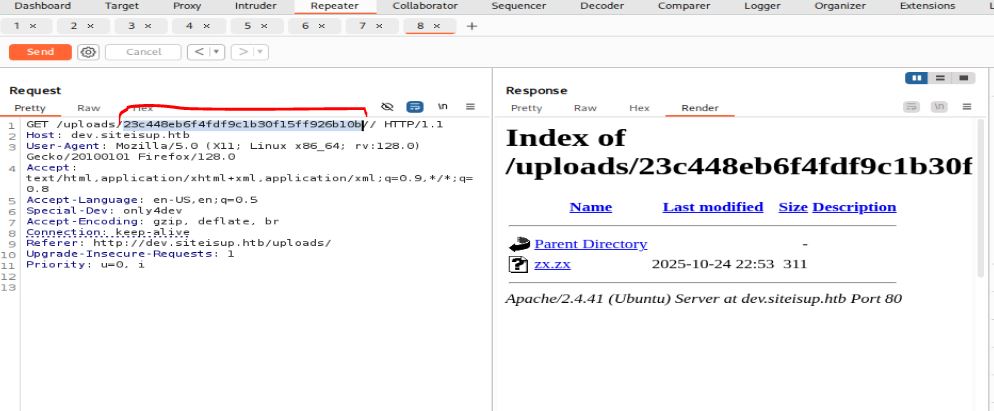 Dashboard Target Proxy Intruder Repeater Collaborator Sequencer Decoder Comparer Logger Organizer Extensions L
1 × 2 × 3 × 4 × 5 × 6 × 7 × 8 × +
Send Cancel < >
Request
Pretty Raw Hex \n
1 GET /uploads/23c448eb6f4fdf9c1b30f15ff926b10b// HTTP/1.1
2 Host: dev.siteisup.htb
3 User-Agent: Mozilla/5.0 (X11; Linux x86_64; rv:128.0)
Gecko/20100101 Firefox/128.0
4 Accept:
text/html,application/xhtml+xml,application/xml;q=0.9,*/*;q=
0.8
5 Accept-Language: en-US,en;q=0.5
6 Special-Dev: only4dev
7 Accept-Encoding: gzip, deflate, br
8 Connection: keep-alive
9 Referer: http://dev.siteisup.htb/uploads/
10 Upgrade-Insecure-Requests: 1
11 Priority: u=0, i
12
13
Response
Pretty Raw Hex Render \n
Index of
/uploads/23c448eb6f4fdf9c1b30f
Name Last modified Size Description
Parent Directory -
zx.zx 2025-10-24 22:53 311
Apache/2.4.41 (Ubuntu) Server at dev.siteisup.htb Port 80